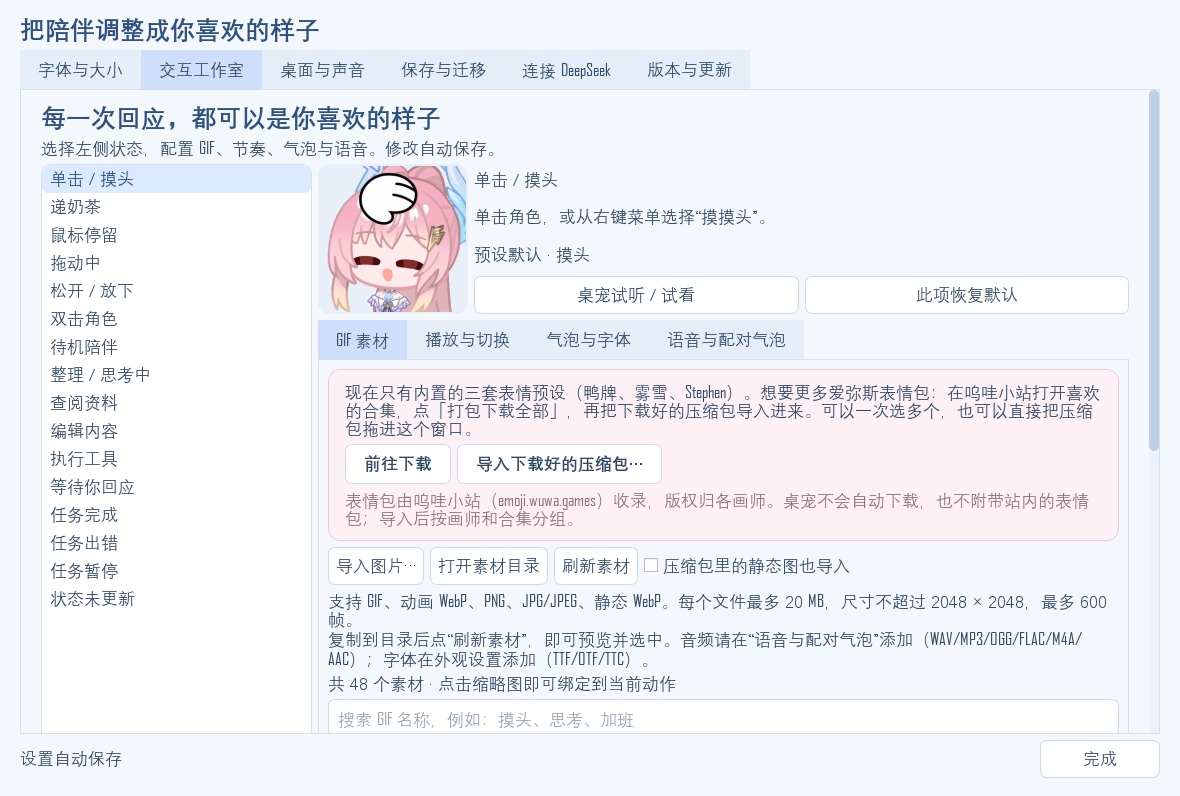 把陪伴调整成你喜欢的样子
字体与大小 交互工作室 桌面与声音 保存与迁移 连接 DeepSeek 版本与更新
每一次回应，都可以是你喜欢的样子
选择左侧状态，配置 GIF、节奏、气泡与语音。修改自动保存。
单击 / 摸头
递奶茶
鼠标停留
拖动中
松开 / 放下
双击角色
待机陪伴
整理 / 思考中
查阅资料
编辑内容
执行工具
等待你回应
任务完成
任务出错
任务暂停
状态未更新
单击 / 摸头
单击角色，或从右键菜单选择“摸摸头”。
预设默认 · 摸头
桌宠试听 / 试看 此项恢复默认
GIF 素材 播放与切换 气泡与字体 语音与配对气泡
现在只有内置的三套表情预设（鸭牌、雾雪、Stephen）。想要更多爱弥斯表情包：在呜哇小站打开喜欢
的合集，点「打包下载全部」，再把下载好的压缩包导入进来。可以一次选多个，也可以直接把压缩
包拖进这个窗口。
前往下载 导入下载好的压缩包…
表情包由呜哇小站（emoji.wuwa.games）收录，版权归各画师。桌宠不会自动下载，也不附带站内的表情
包；导入后按画师和合集分组。
导入图片… 打开素材目录 刷新素材 压缩包里的静态图也导入
支持 GIF、动画 WebP、PNG、JPG/JPEG、静态 WebP。每个文件最多 20 MB，尺寸不超过 2048 × 2048，最多 600
帧。
复制到目录后点“刷新素材”，即可预览并选中。音频请在“语音与配对气泡”添加（WAV/MP3/OGG/FLAC/M4A/
AAC）；字体在外观设置添加（TTF/OTF/TTC）。
共 48 个素材 · 点击缩略图即可绑定到当前动作
搜索 GIF 名称，例如：摸头、思考、加班
设置自动保存 完成